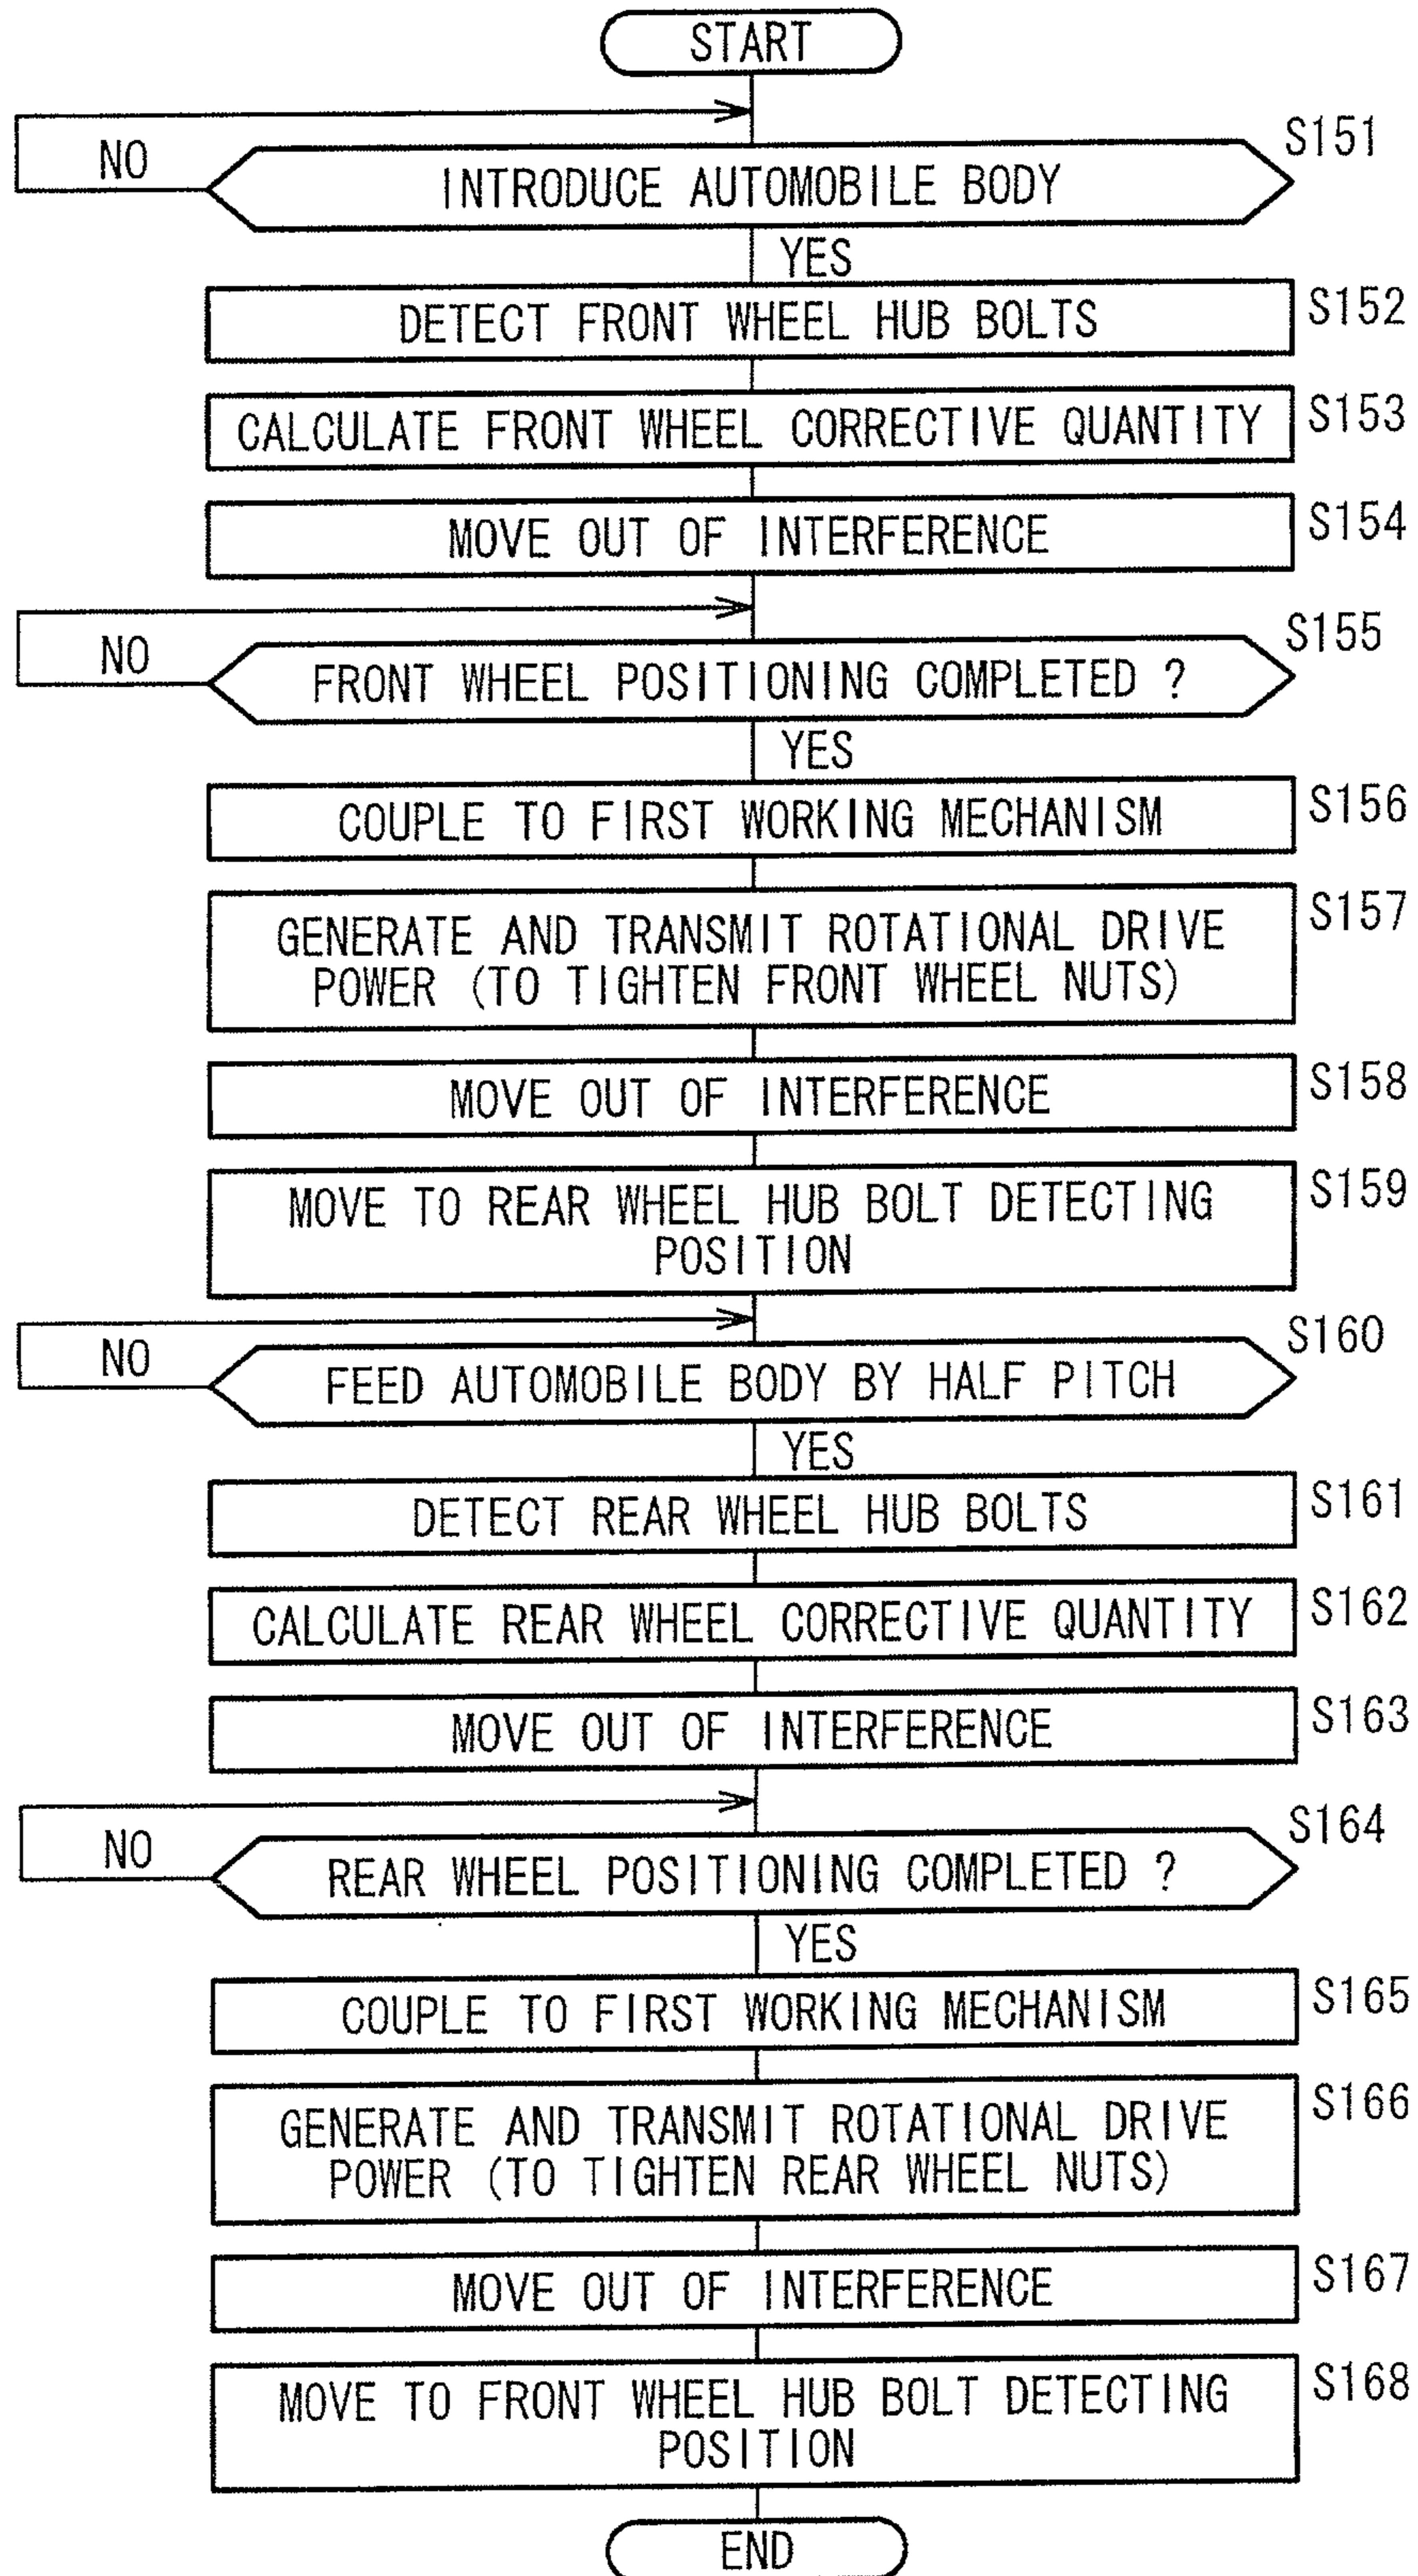 START
S151
NO
INTRODUCE AUTOMOBILE BODY
YES
DETECT FRONT WHEEL HUB BOLTS
S152
CALCULATE FRONT WHEEL CORRECTIVE QUANTITY
S153
MOVE OUT OF INTERFERENCE
S154
S155
NO
FRONT WHEEL POSITIONING COMPLETED ?
YES
COUPLE TO FIRST WORKING MECHANISM
S156
GENERATE AND TRANSMIT ROTATIONAL DRIVE
POWER (TO TIGHTEN FRONT WHEEL NUTS)
S157
MOVE OUT OF INTERFERENCE
S158
MOVE TO REAR WHEEL HUB BOLT DETECTING
POSITION
S159
S160
NO
FEED AUTOMOBILE BODY BY HALF PITCH
YES
DETECT REAR WHEEL HUB BOLTS
S161
CALCULATE REAR WHEEL CORRECTIVE QUANTITY
S162
MOVE OUT OF INTERFERENCE
S163
S164
NO
REAR WHEEL POSITIONING COMPLETED ?
YES
COUPLE TO FIRST WORKING MECHANISM
S165
GENERATE AND TRANSMIT ROTATIONAL DRIVE
POWER (TO TIGHTEN REAR WHEEL NUTS)
S166
MOVE OUT OF INTERFERENCE
S167
MOVE TO FRONT WHEEL HUB BOLT DETECTING
POSITION
S168
END